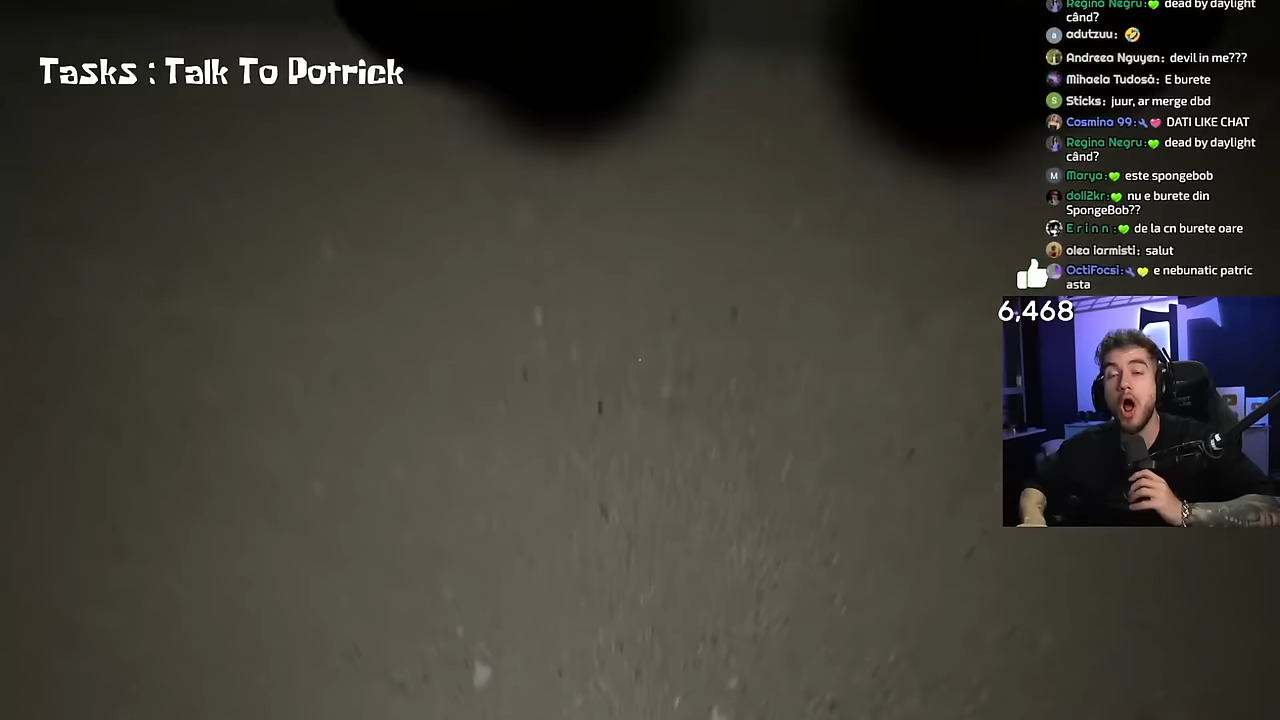 Tasks : Talk To Potrick
Regina Negru: dead by daylight
când?
adutzuu:
Andreea Nguyen: devil in me???
Mihaela Tudosă: E burete
Sticks: juur, ar merge dbd
Cosmina 99: DATI LIKE CHAT
Regina Negru: dead by daylight
când?
Marya: este spongebob
doll2kr: nu e burete din
SpongeBob??
E r i n n : de la cn burete oare
olea iarmisti: salut
OctiFocsi: e nebunatic patric
asta
6,468